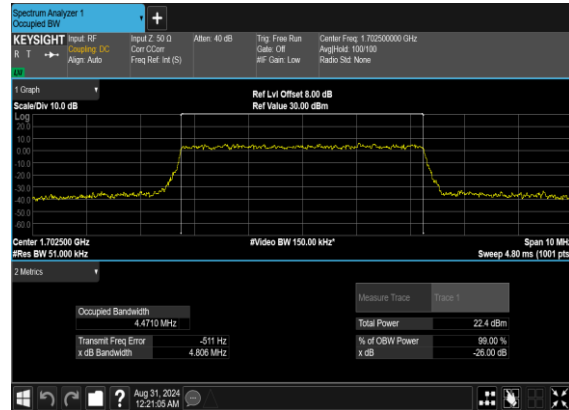 Spectrum Analyzer 1
Occupied BW
KEYSIGHT Input: RF Input Z: 50 Ω Atten: 40 dB Trig: Free Run Center Freq: 1.702500000 GHz
R T Coupling: DC Corr CCorr Gate: Off Avg|Hold: 100/100
Align: Auto Freq Ref: Int (S) #IF Gain: Low Radio Std: None
LXI
1 Graph Ref Lvl Offset 8.00 dB
Scale/Div 10.0 dB Ref Value 30.00 dBm
Log
20.0
10.0
0.00
-10.0
-20.0
-30.0
-40.0
-50.0
-60.0
Center 1.702500 GHz #Video BW 150.00 kHz* Span 10 MHz
#Res BW 51.000 kHz Sweep 4.80 ms (1001 pts
2 Metrics
Measure Trace Trace 1
Occupied Bandwidth
4.4710 MHz Total Power 22.4 dBm
Transmit Freq Error -511 Hz % of OBW Power 99.00 %
x dB Bandwidth 4.806 MHz x dB -26.00 dB
Aug 31, 2024
12:21:05 AM